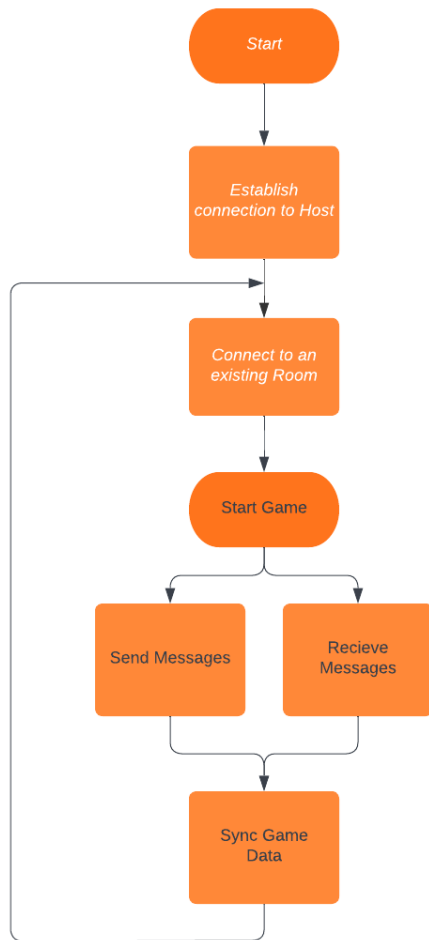 Start
Establish
connection to Host
Connect to an
existing Room
Start Game
Send Messages
Recieve
Messages
Sync Game
Data